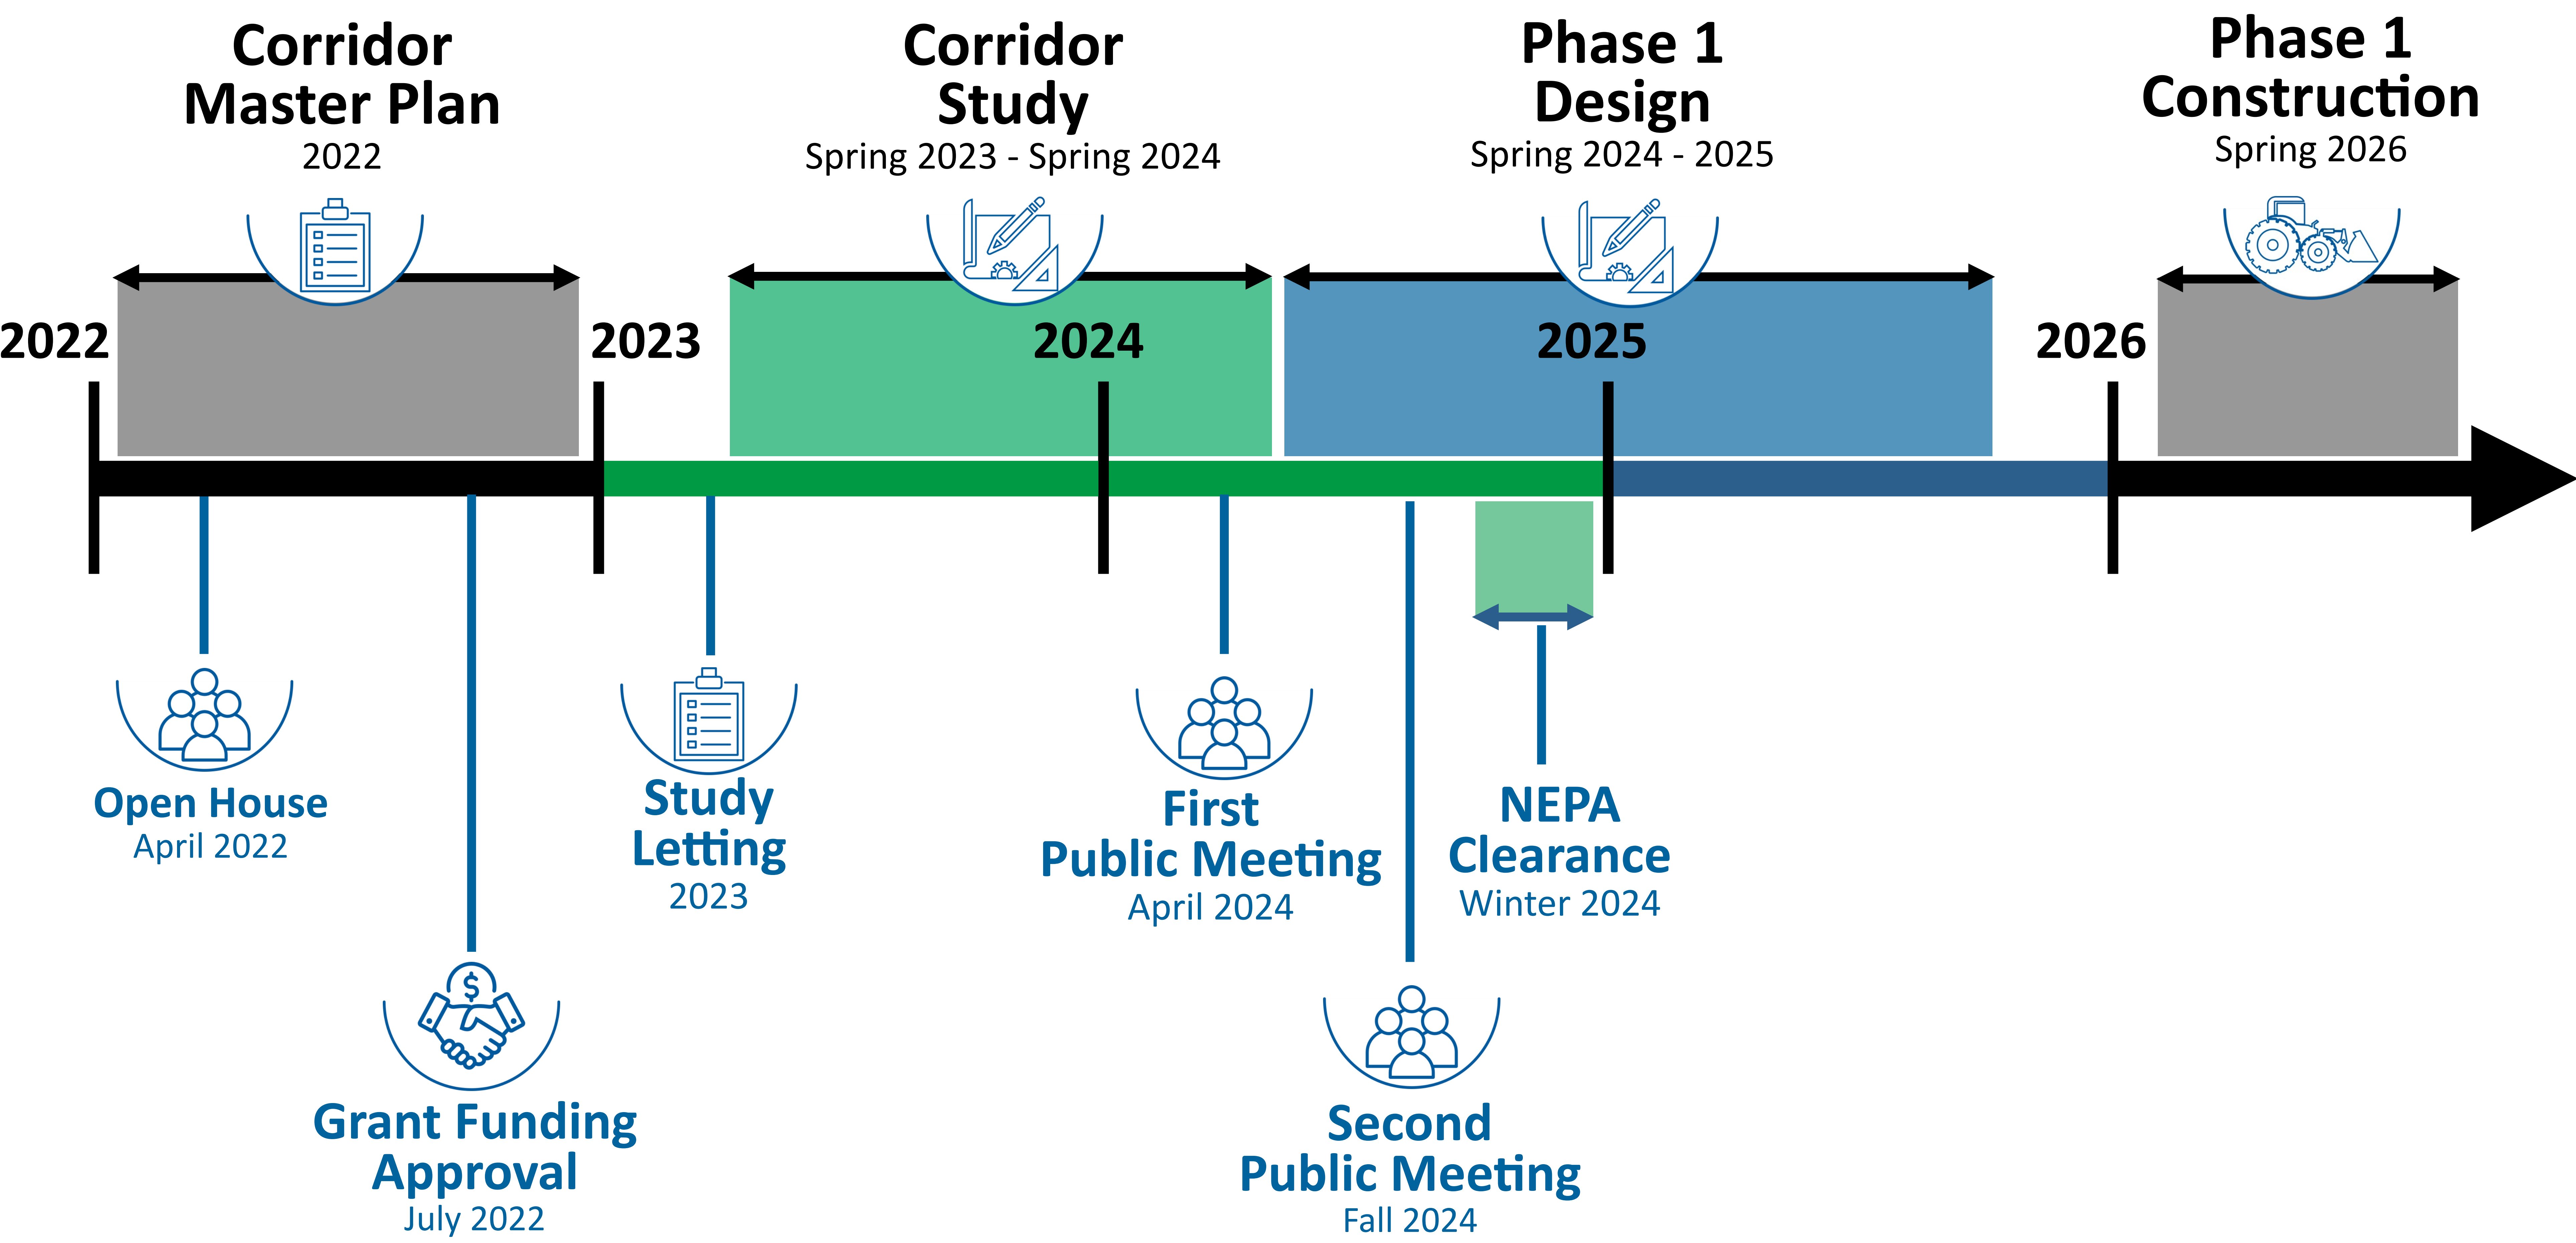 Corridor
Master Plan
2022
Corridor
Study
Spring 2023 - Spring 2024
Phase 1
Design
Spring 2024 - 2025
Phase 1
Construction
Spring 2026
2022
2023
2024
2025
2026
Open House
April 2022
$
Grant Funding
Approval
July 2022
Study
Letting
2023
First
Public Meeting
April 2024
Second
Public Meeting
Fall 2024
NEPA
Clearance
Winter 2024